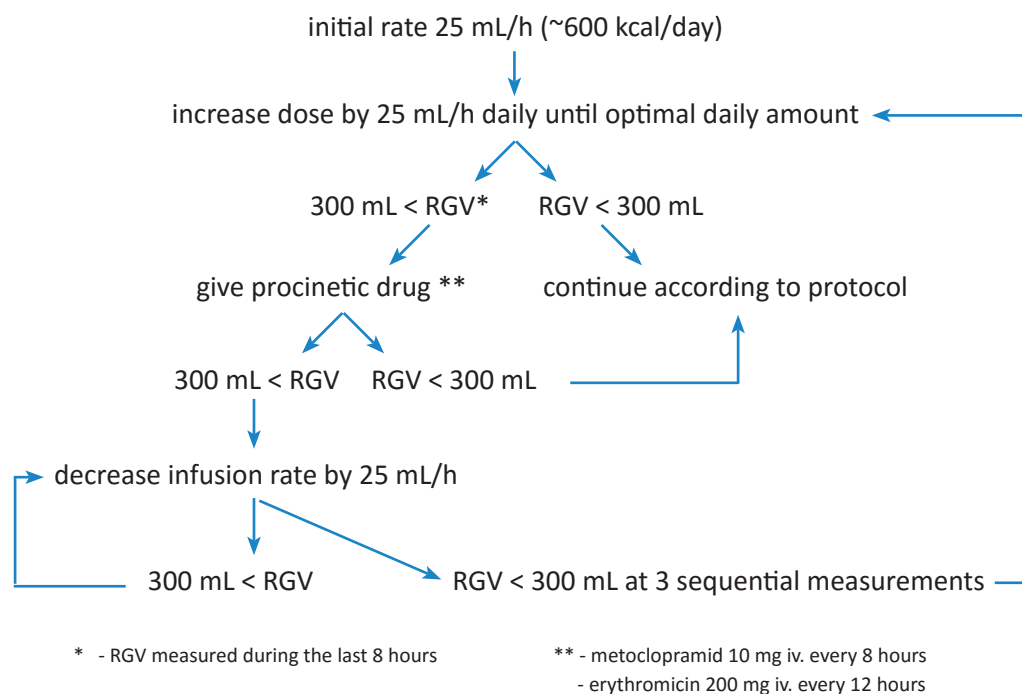 initial rate 25 mL/h (~600 kcal/day)
increase dose by 25 mL/h daily until optimal daily amount
300 mL < RGV*
RGV < 300 mL
give procinetic drug **
continue according to protocol
300 mL < RGV
RGV < 300 mL
decrease infusion rate by 25 mL/h
300 mL < RGV
RGV < 300 mL at 3 sequential measurements
* - RGV measured during the last 8 hours
** - metoclopramid 10 mg iv. every 8 hours
- erythromicin 200 mg iv. every 12 hours